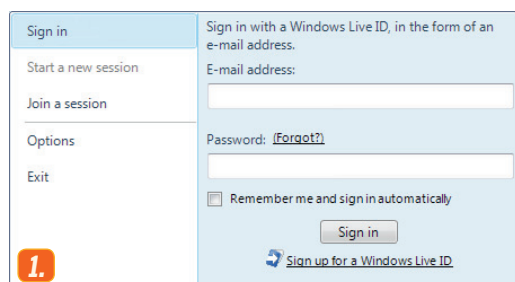 Sign in
Start a new session
Join a session
Options
Exit
Sign in with a Windows Live ID, in the form of an
e-mail address.
E-mail address:
Password: (Forgot?)
Remember me and sign in automatically
Sign in
Sign up for a Windows Live ID
1.